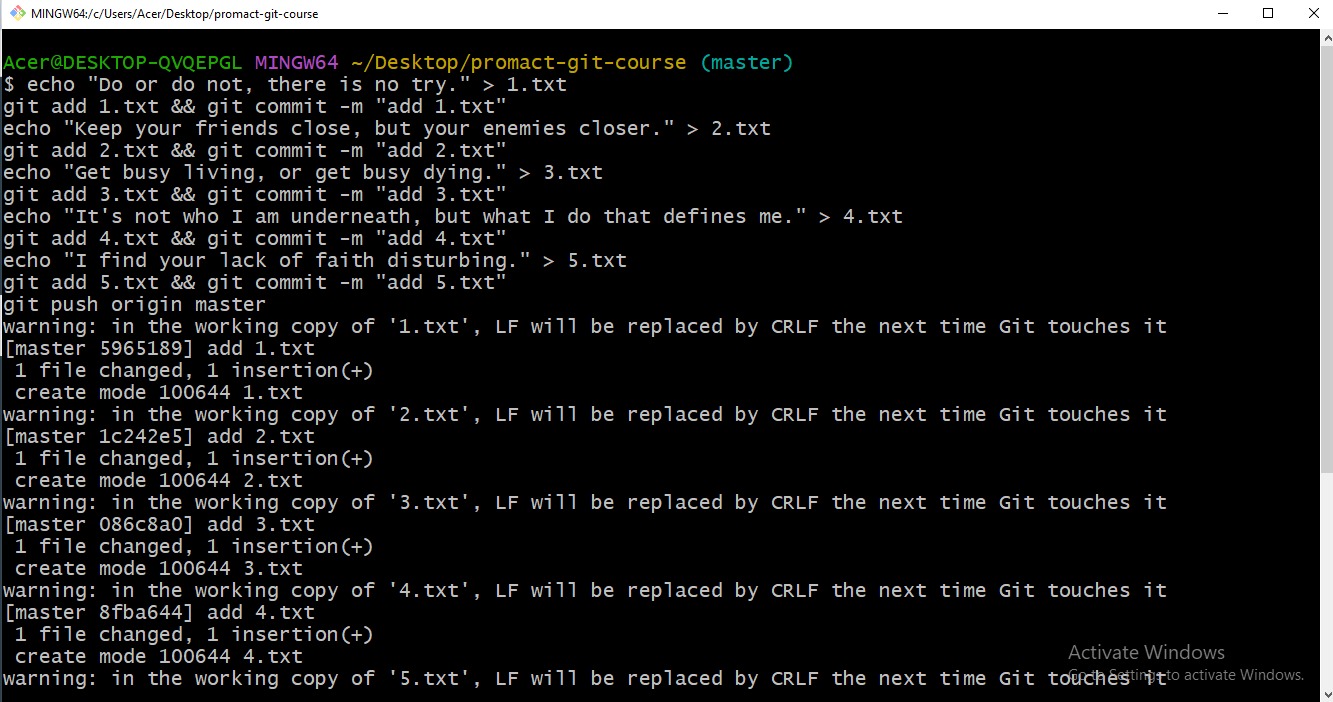 MINGW64:/c/Users/Acer/Desktop/promact-git-course
Acer@DESKTOP-QVQEPGL MINGW64 ~/Desktop/promact-git-course (master)
$ echo "Do or do not, there is no try." > 1.txt
git add 1.txt && git commit -m "add 1.txt"
echo "Keep your friends close, but your enemies closer." > 2.txt
git add 2.txt && git commit -m "add 2.txt"
echo "Get busy living, or get busy dying." > 3.txt
git add 3.txt && git commit -m "add 3.txt"
echo "It's not who I am underneath, but what I do that defines me." > 4.txt
git add 4.txt && git commit -m "add 4.txt"
echo "I find your lack of faith disturbing." > 5.txt
git add 5.txt && git commit -m "add 5.txt"
git push origin master
warning: in the working copy of '1.txt', LF will be replaced by CRLF the next time Git touches it
[master 5965189] add 1.txt
 1 file changed, 1 insertion(+)
 create mode 100644 1.txt
warning: in the working copy of '2.txt', LF will be replaced by CRLF the next time Git touches it
[master 1c242e5] add 2.txt
 1 file changed, 1 insertion(+)
 create mode 100644 2.txt
warning: in the working copy of '3.txt', LF will be replaced by CRLF the next time Git touches it
[master 086c8a0] add 3.txt
 1 file changed, 1 insertion(+)
 create mode 100644 3.txt
warning: in the working copy of '4.txt', LF will be replaced by CRLF the next time Git touches it
[master 8fba644] add 4.txt
 1 file changed, 1 insertion(+)
 create mode 100644 4.txt
warning: in the working copy of '5.txt', LF will be replaced by CRLF the next time Git touches it
Activate Windows
Go to Settings to activate Windows.